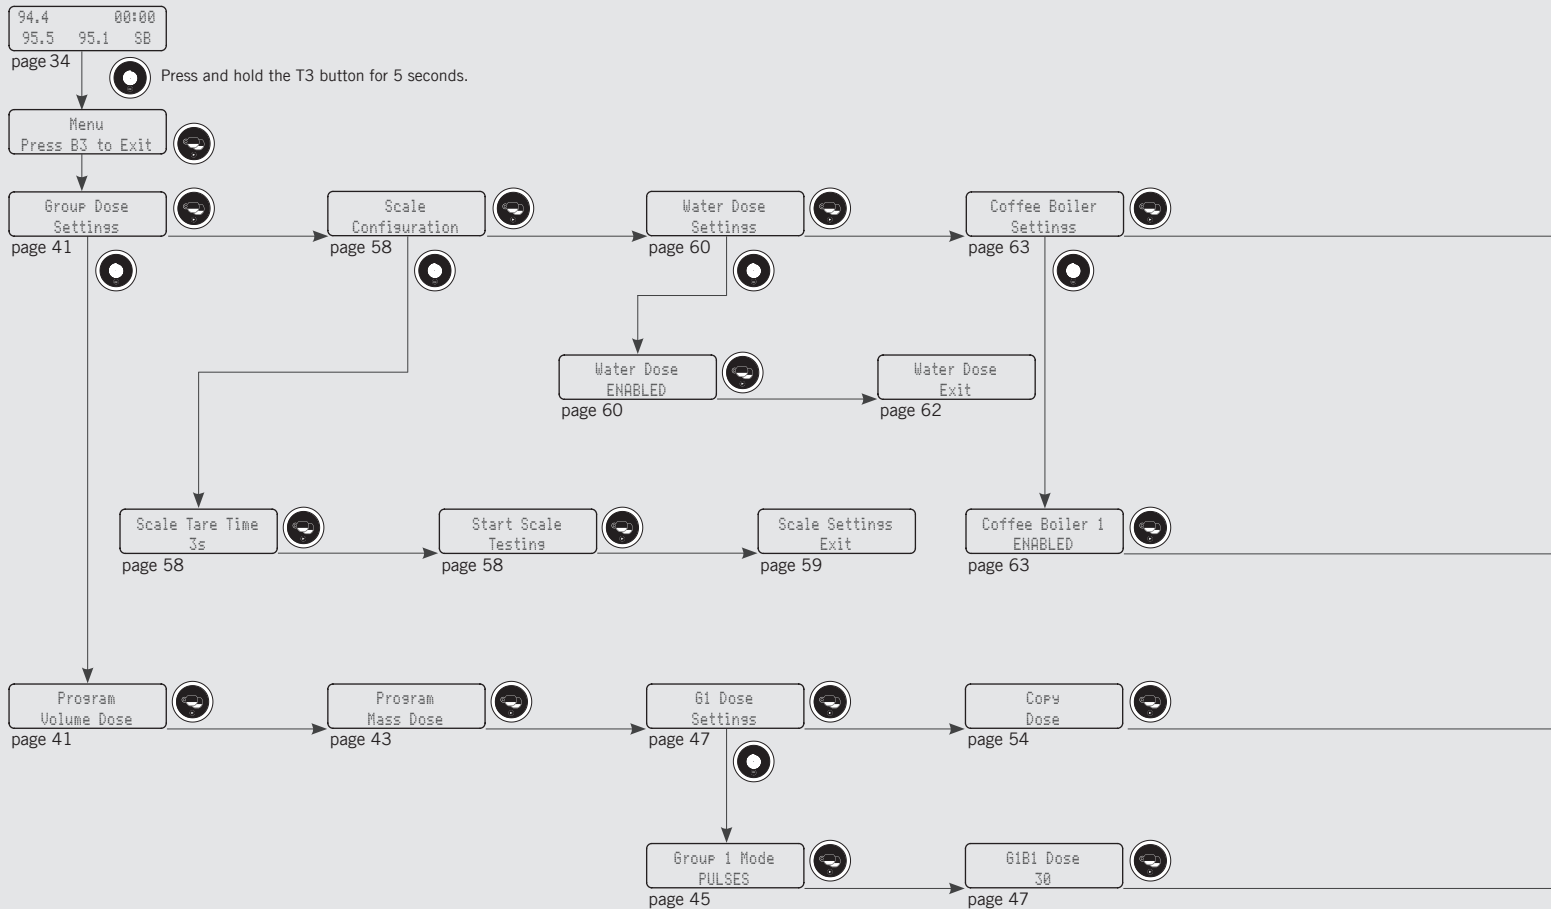 94.4 00:00
95.5 95.1 SB
page 34
Press and hold the T3 button for 5 seconds.
Menu
Press B3 to Exit
Group Dose
Settings
page 41
Scale
Configuration
page 58
Water Dose
Settings
page 60
Coffee Boiler
Settings
page 63
Water Dose
ENABLED
page 60
Water Dose
Exit
page 62
Scale Tare Time
3s
page 58
Start Scale
Testing
page 58
Scale Settings
Exit
page 59
Coffee Boiler 1
ENABLED
page 63
Program
Volume Dose
page 41
Program
Mass Dose
page 43
G1 Dose
Settings
page 47
Copy
Dose
page 54
Group 1 Mode
PULSES
page 45
G1B1 Dose
30
page 47